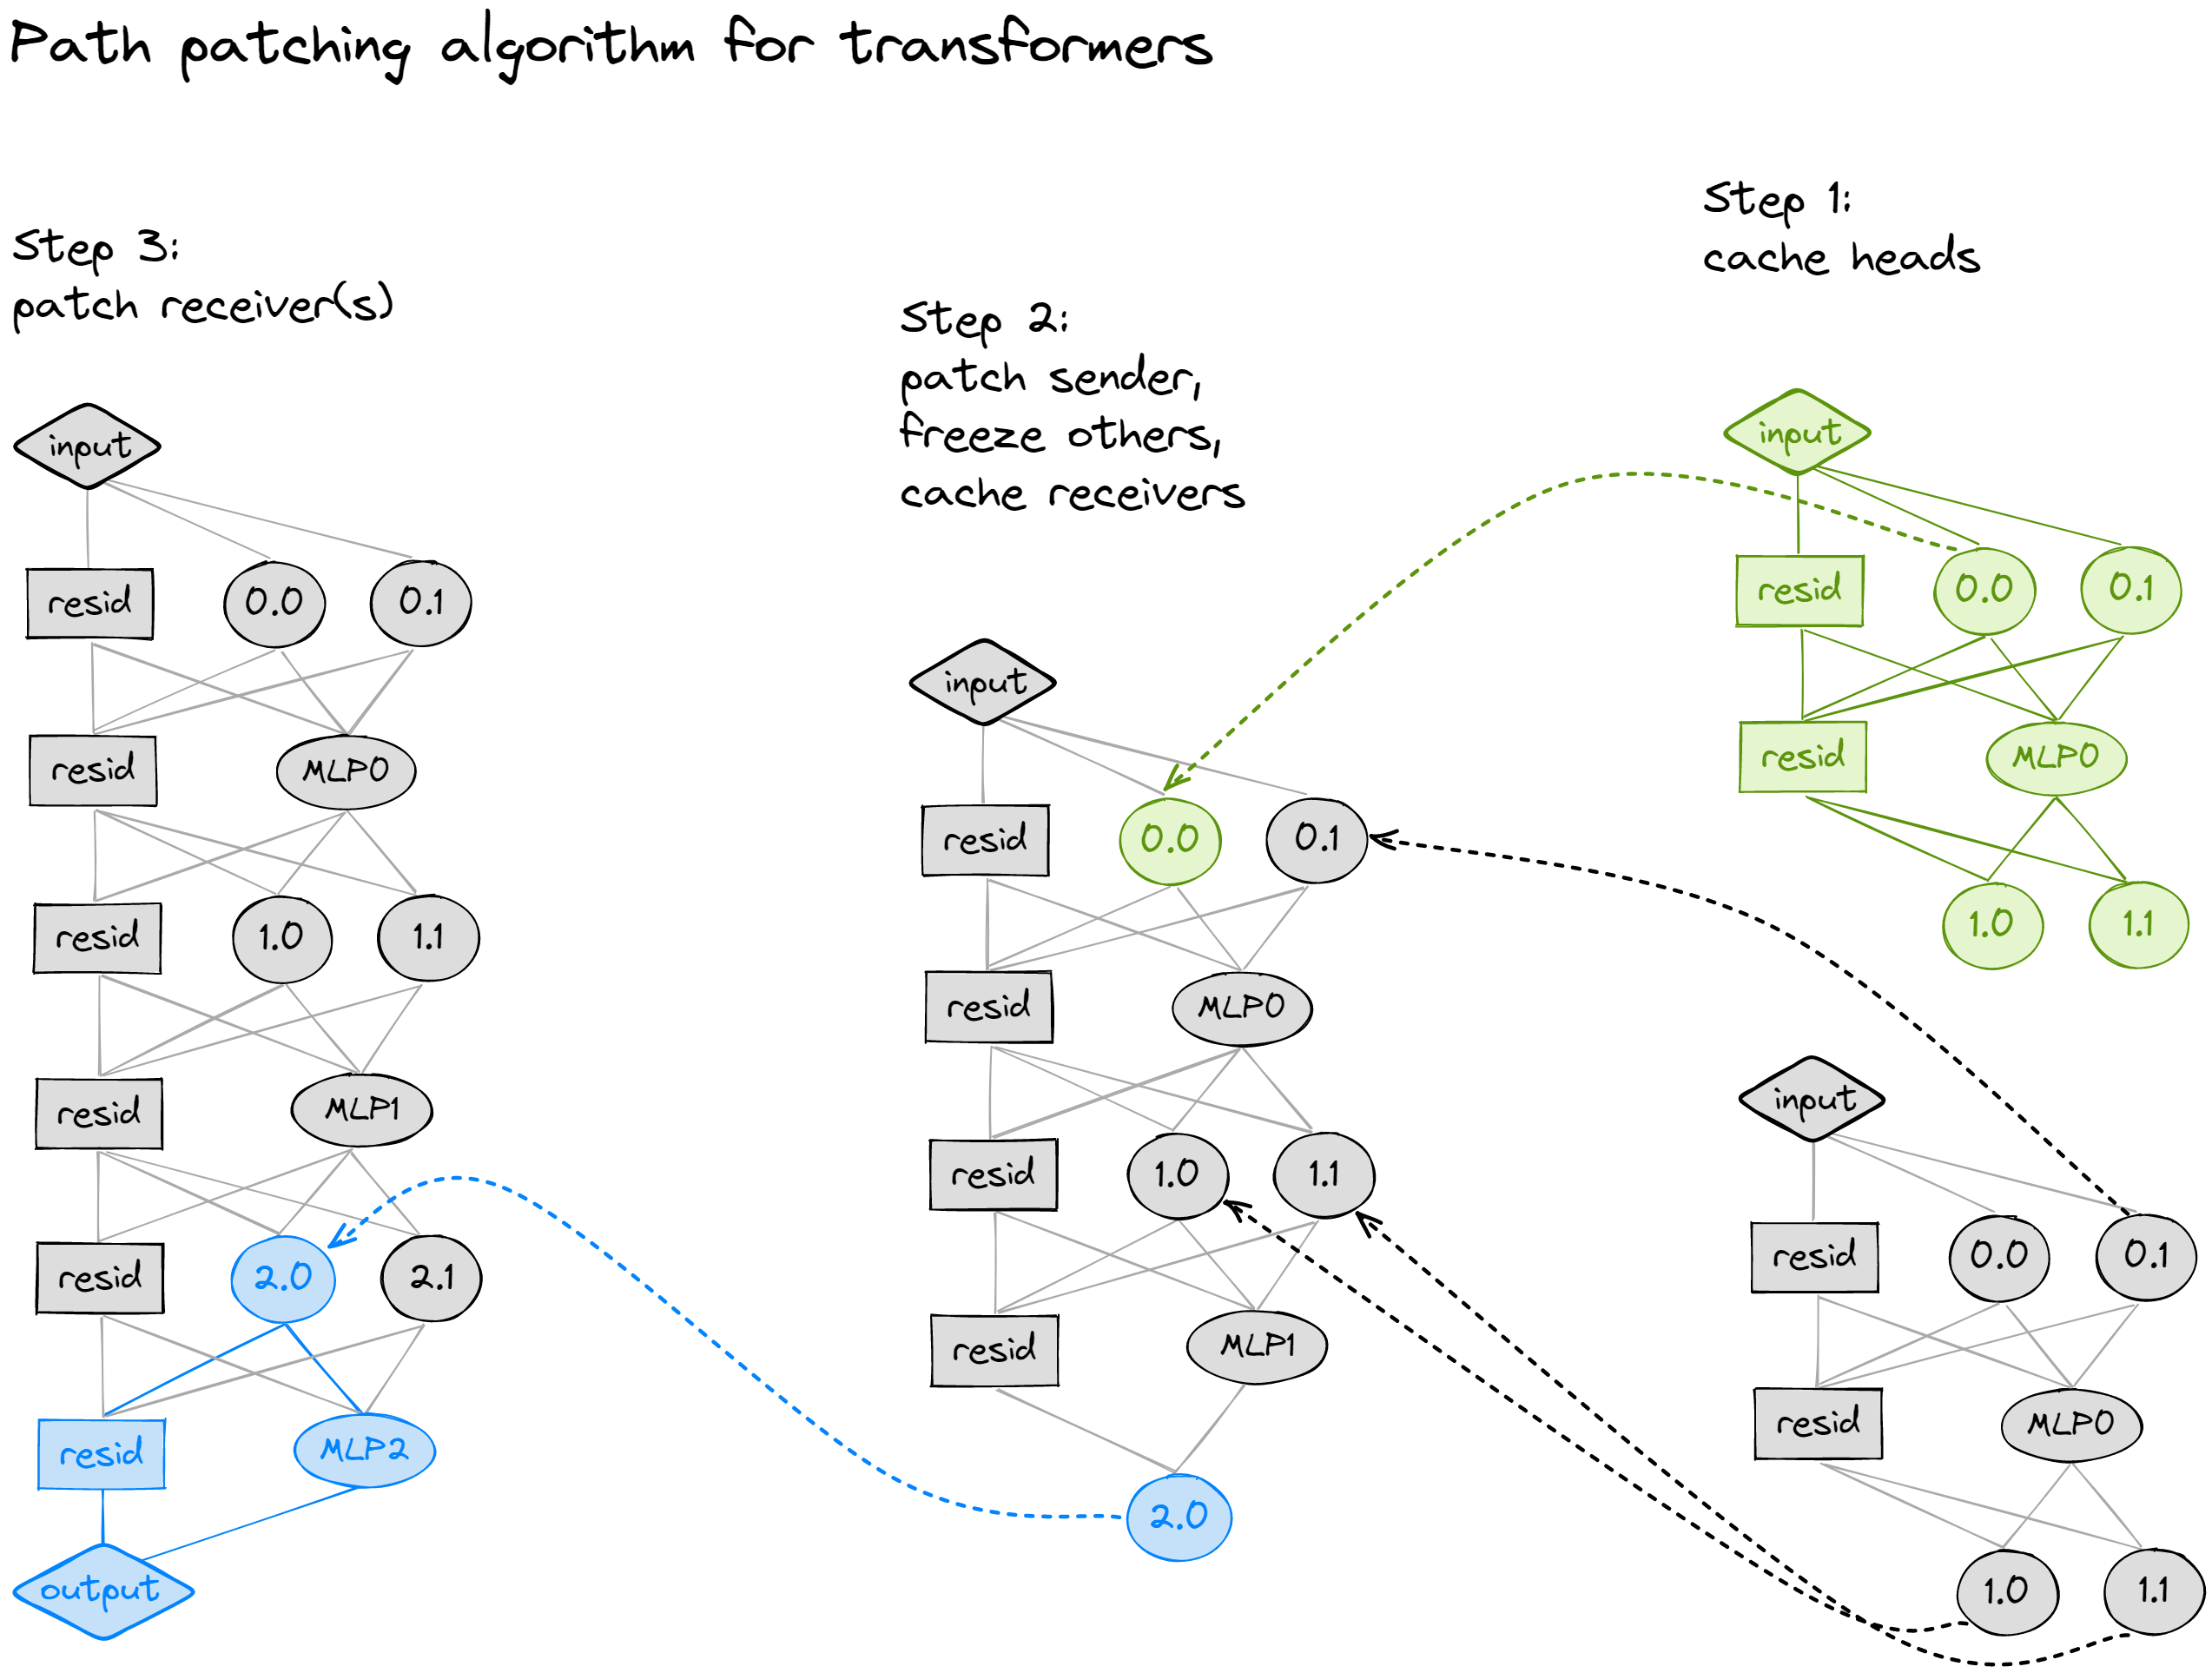 Path patching algorithm for transformers
Step 3:
patch receiver(s)
input
resid 0.0 0.1
resid MLP0
resid 1.0 1.1
resid MLP1
resid 2.0 2.1
resid MLP2
output
Step 2:
patch sender,
freeze others,
cache receivers
input
resid 0.0 0.1
resid MLP0
resid 1.0 1.1
resid MLP1
2.0
Step 1:
cache heads
input
resid 0.0 0.1
resid MLP0
1.0 1.1
input
resid 0.0 0.1
resid MLP0
1.0 1.1